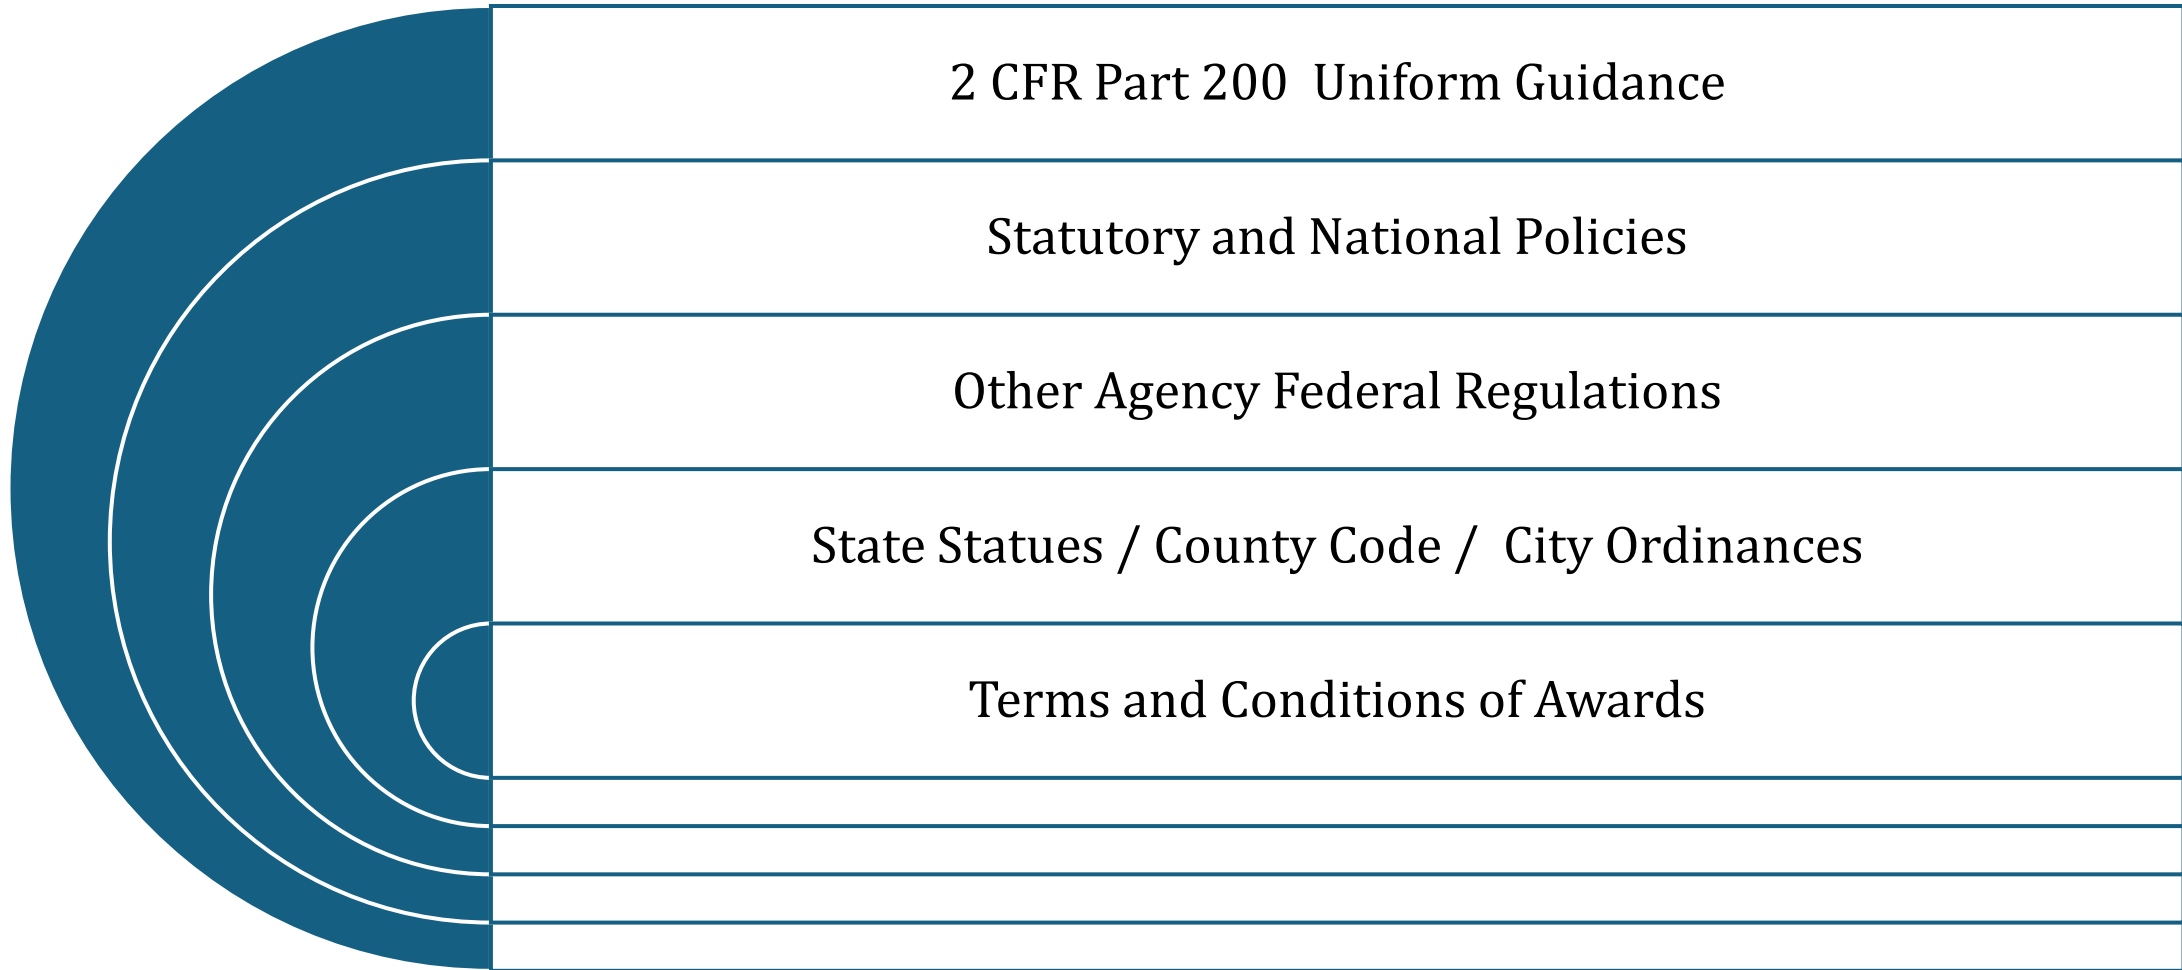 2 CFR Part 200  Uniform Guidance
Statutory and National Policies
Other Agency Federal Regulations
State Statues / County Code /  City Ordinances
Terms and Conditions of Awards